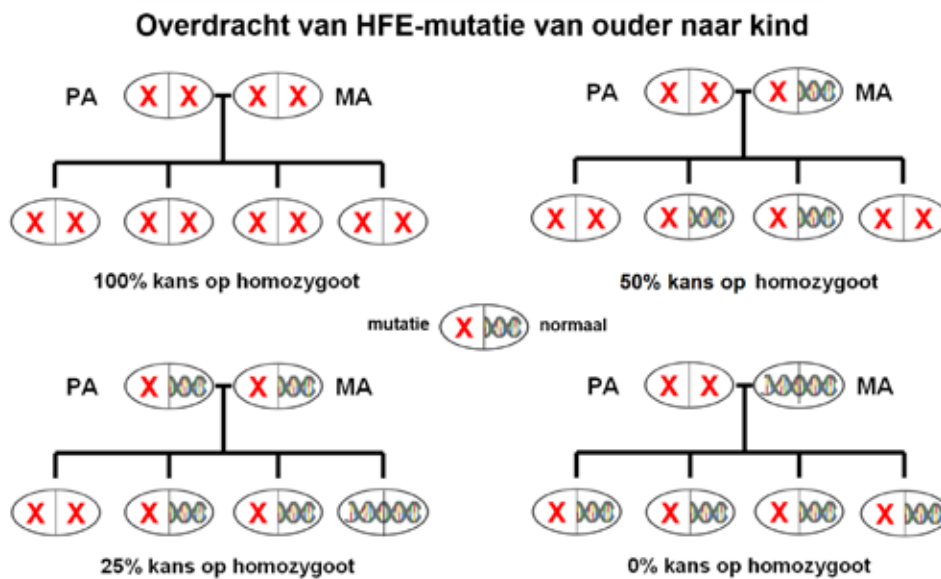 Overdracht van HFE-mutatie van ouder naar kind
PA X X X X MA
PA X X X MA
X X X X X X X X
X X X X X X
100% kans op homozygoot
50% kans op homozygoot
mutatie X normaal
PA X X MA
PA X X MA
X X X X
X X X X
25% kans op homozygoot
0% kans op homozygoot